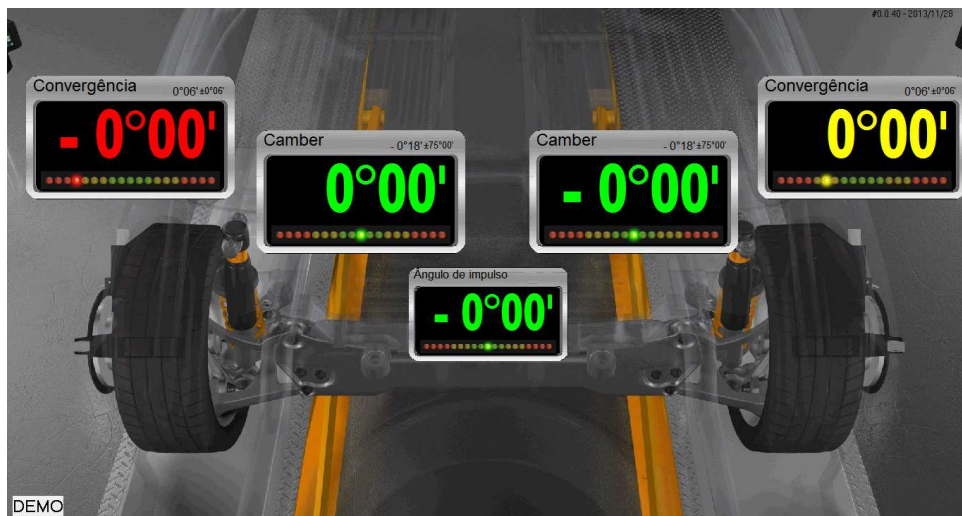 #0.0.40 - 2013/11/28
Convergência 0°06' ±0°06'
- 0°00'
Camber - 0°18' ±75°00'
0°00'
Camber - 0°18' ±75°00'
- 0°00'
Convergência 0°06' ±0°06'
0°00'
Ângulo de impulso
- 0°00'
DEMO